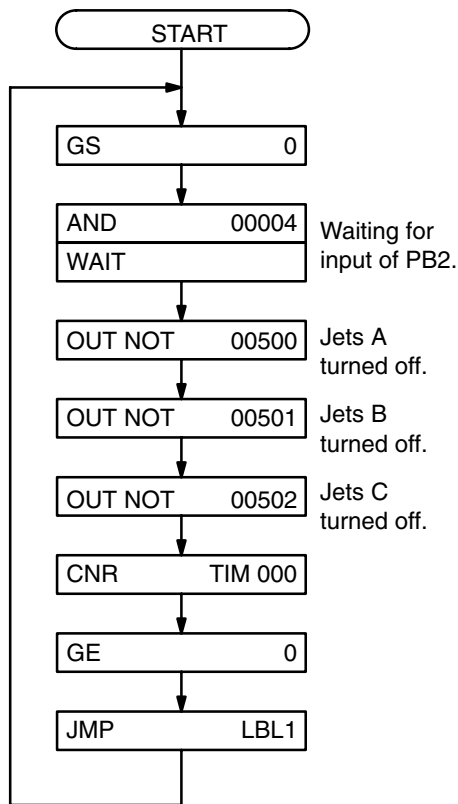 START
GS 0
AND 00004
WAIT
Waiting for
input of PB2.
OUT NOT 00500
Jets A
turned off.
OUT NOT 00501
Jets B
turned off.
OUT NOT 00502
Jets C
turned off.
CNR TIM 000
GE 0
JMP LBL1